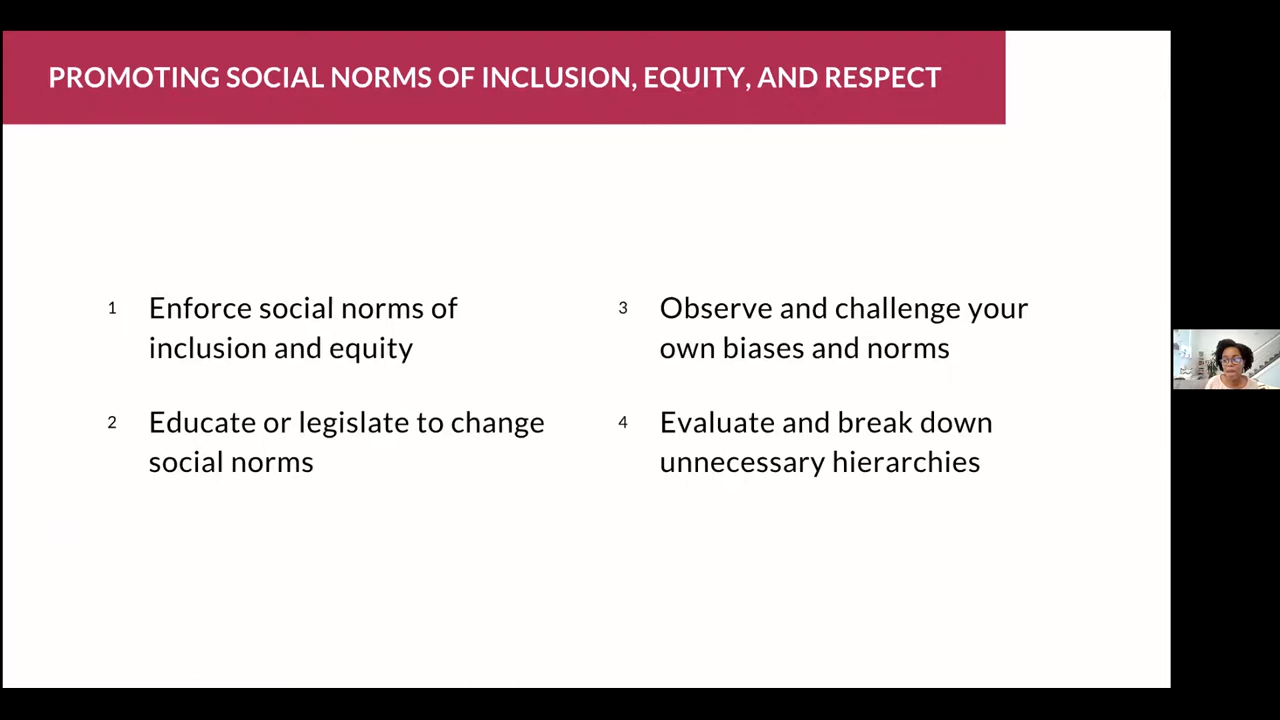 PROMOTING SOCIAL NORMS OF INCLUSION, EQUITY, AND RESPECT
1 Enforce social norms of
inclusion and equity
2 Educate or legislate to change
social norms
3 Observe and challenge your
own biases and norms
4 Evaluate and break down
unnecessary hierarchies